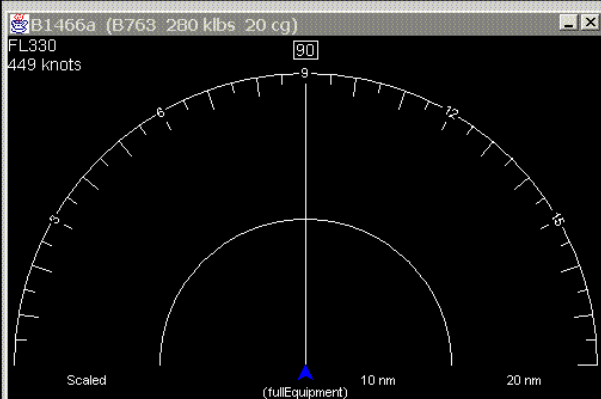 B1466a (B763 280 klbs 20 cg)
FL330
449 knots
90
9
6
12
3
15
Scaled
10 nm
20 nm
(fullEquipment)